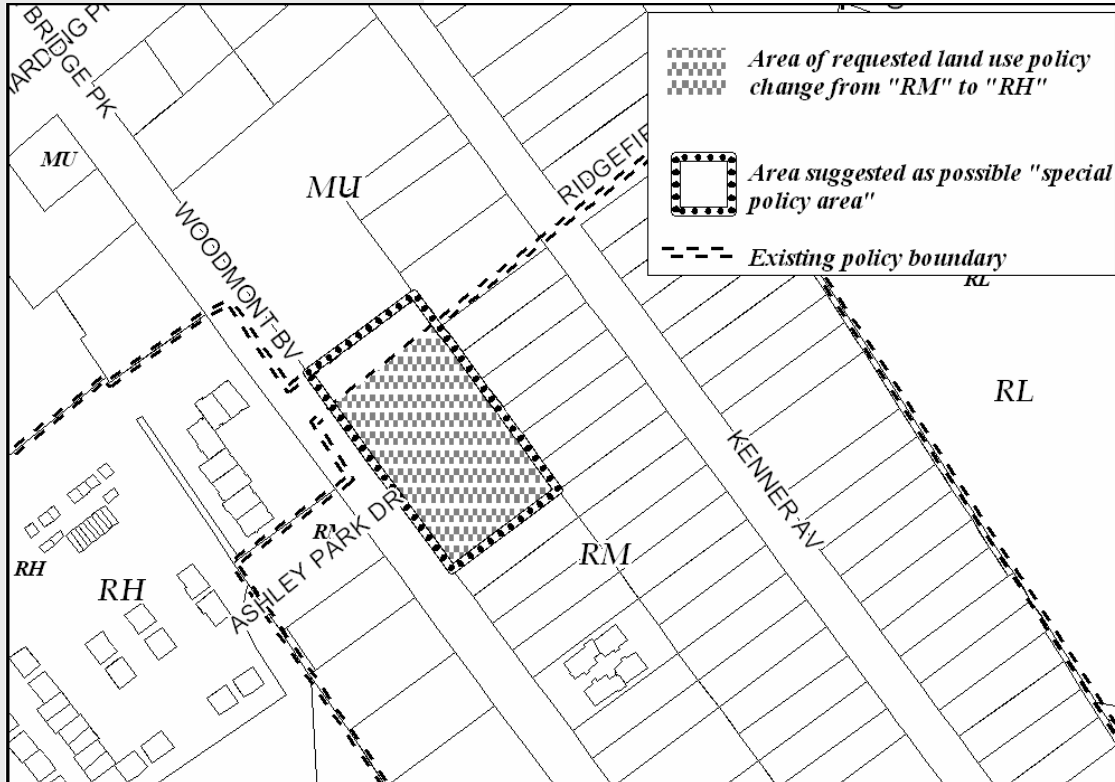 BRIDGE PK
MU
MU
WOODMONT BV
Area of requested land use policy
change from "RM" to "RH"
Area suggested as possible "special
policy area"
Existing policy boundary
RL
RL
KENNER AV
ASHLEY PARK DR
RM
RH
RH